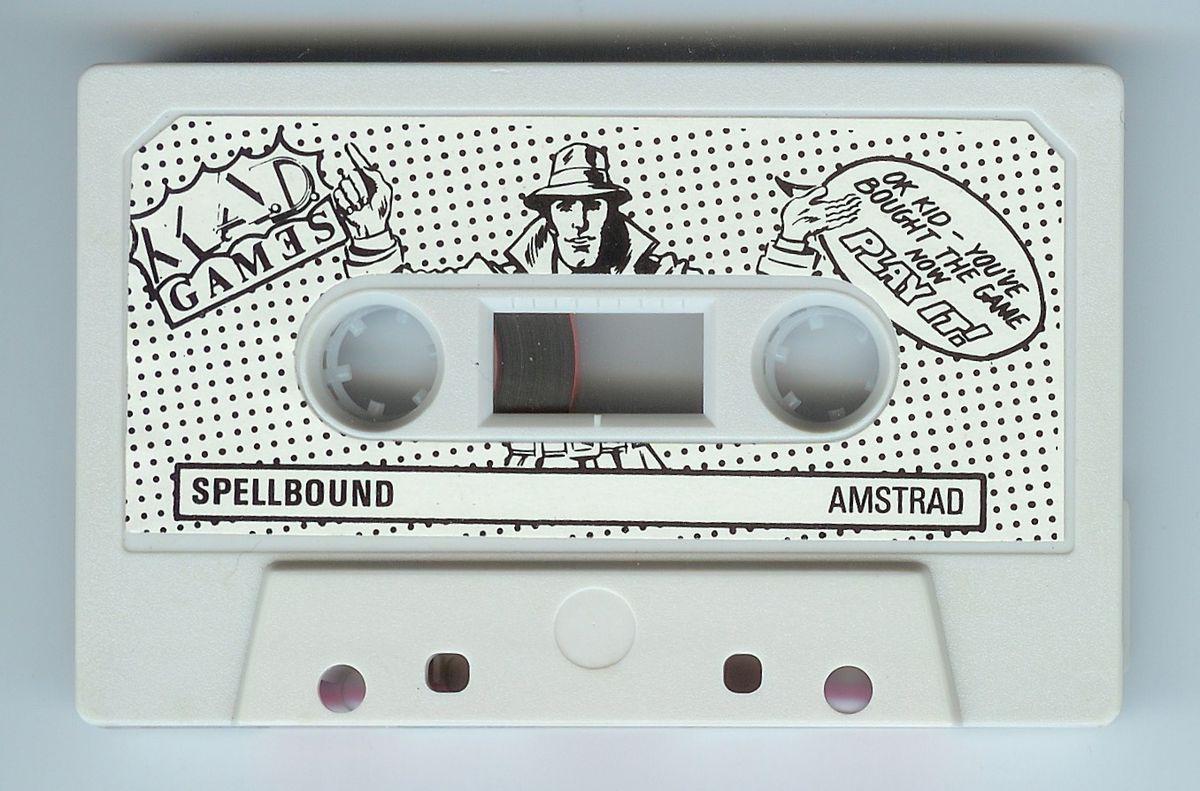 M.A.D.
GAMES
OK KID - YOU'VE
BOUGHT THE GAME
NOW
PLAY IT!
SPELLBOUND
AMSTRAD